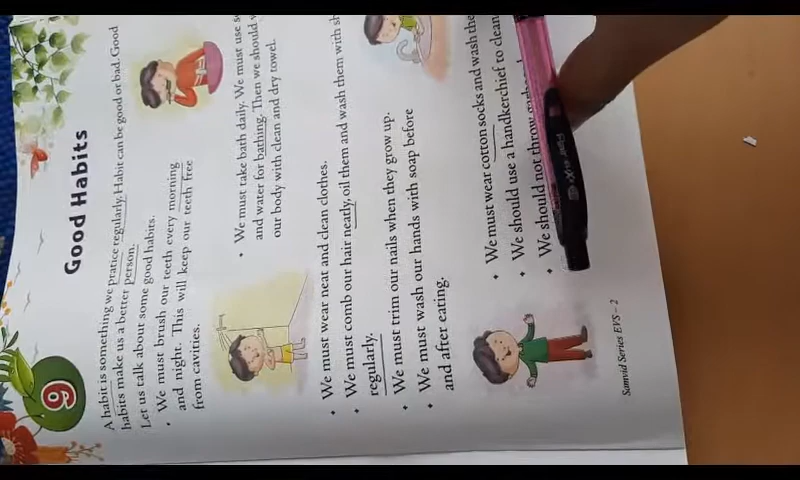 9
Good Habits
A habit is something we pratice regularly. Habit can be good or bad. Good
habits make us a better person.
Let us talk about some good habits.
• We must brush our teeth every morning
and night. This will keep our teeth free
from cavities.
• We must take bath daily. We must use
and water for bathing. Then we should
our body with clean and dry towel.
• We must wear neat and clean clothes.
• We must comb our hair neatly, oil them and wash them with
regularly.
• We must trim our nails when they grow up.
• We must wash our hands with soap before
and after eating.
• We must wear cotton socks and wash the
• We should use a handkerchief to clean
• We should not throw
Samvid Series EVS – 2